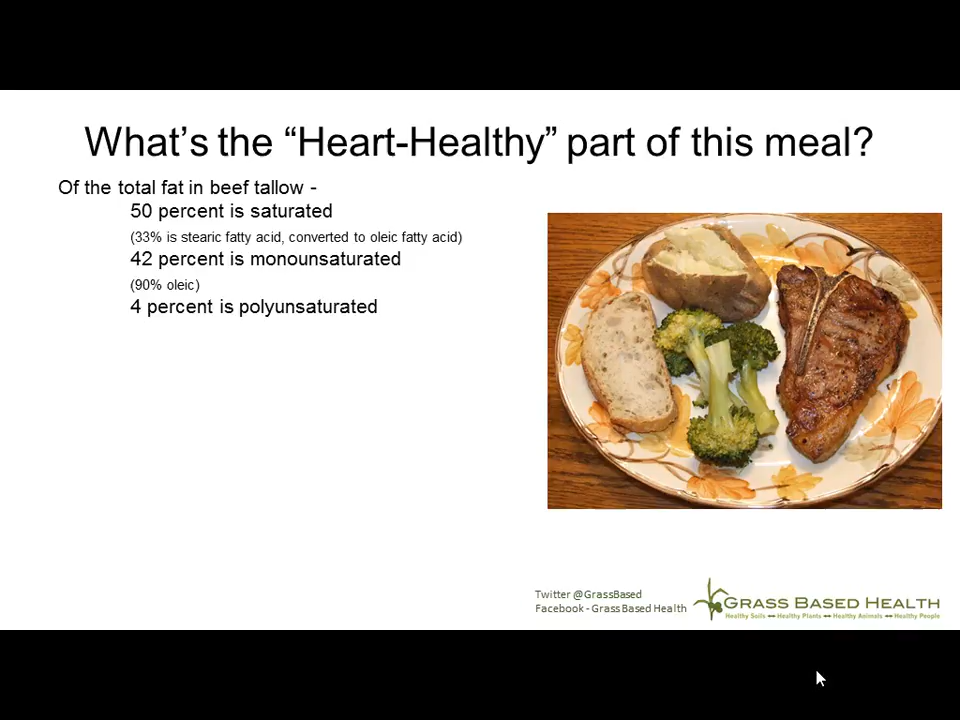 What’s the “Heart-Healthy” part of this meal?
Of the total fat in beef tallow -
50 percent is saturated
(33% is stearic fatty acid, converted to oleic fatty acid)
42 percent is monounsaturated
(90% oleic)
4 percent is polyunsaturated
Twitter @GrassBased
Facebook - Grass Based Health
GRASS BASED HEALTH
Healthy Soils ↔ Healthy Plants ↔ Healthy Animals ↔ Healthy People